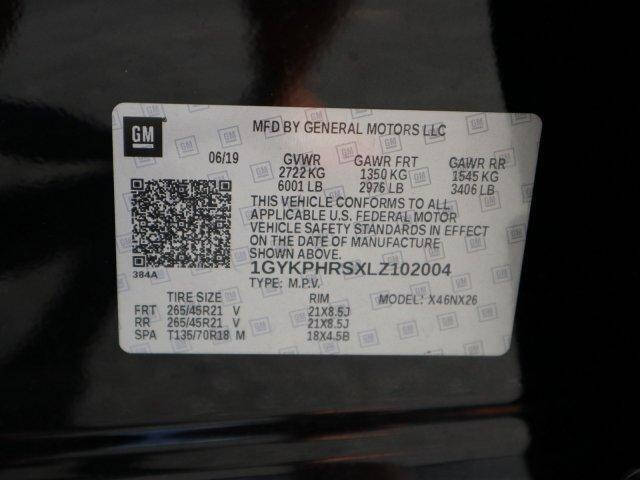 GM
MFD BY GENERAL MOTORS LLC
06/19 GVWR GAWR FRT GAWR RR
2722 KG 1350 KG 1545 KG
6001 LB 2976 LB 3406 LB
THIS VEHICLE CONFORMS TO ALL
APPLICABLE U.S. FEDERAL MOTOR
VEHICLE SAFETY STANDARDS IN EFFECT
ON THE DATE OF MANUFACTURE
SHOWN ABOVE.
384A
1GYKPHRSXLZ102004
TYPE: M.P.V. MODEL: X46NX26
TIRE SIZE RIM
FRT 265/45R21 V 21X8.5J
RR 265/45R21 V 21X8.5J
SPA T135/70R18 M 18X4.5B